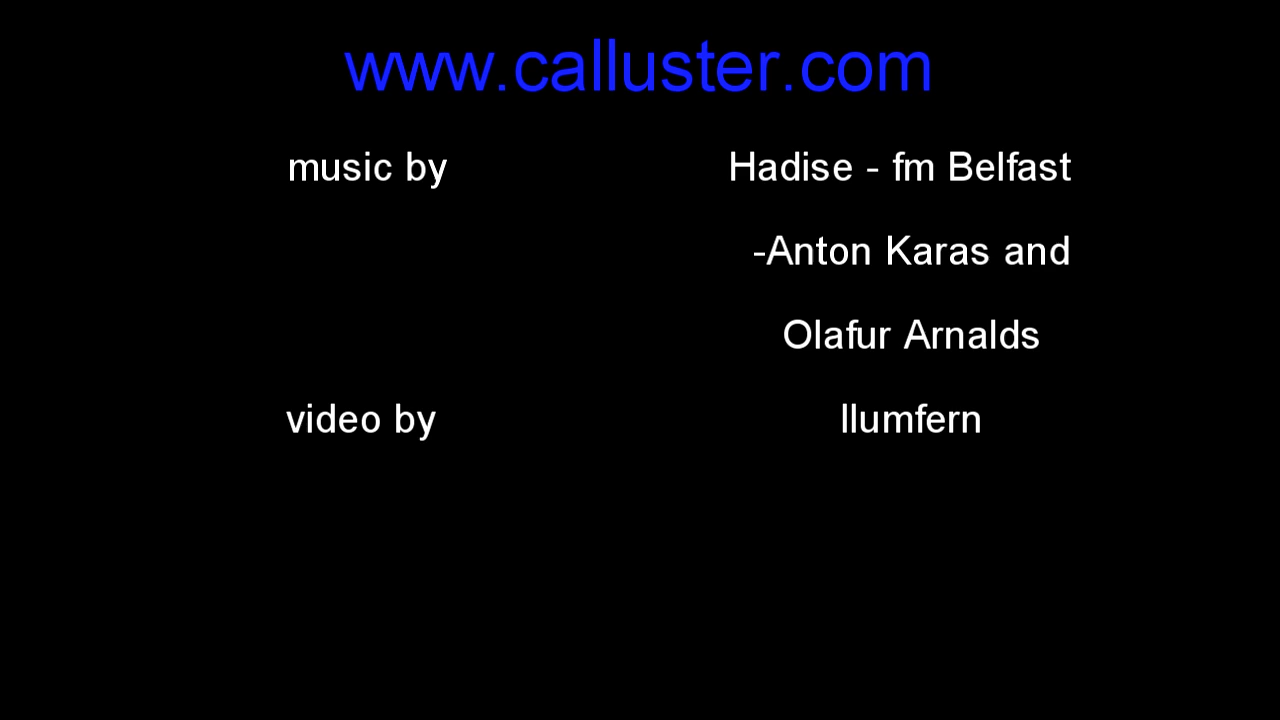 www.calluster.com
music by Hadise - fm Belfast
-Anton Karas and
Olafur Arnalds
video by llumfern